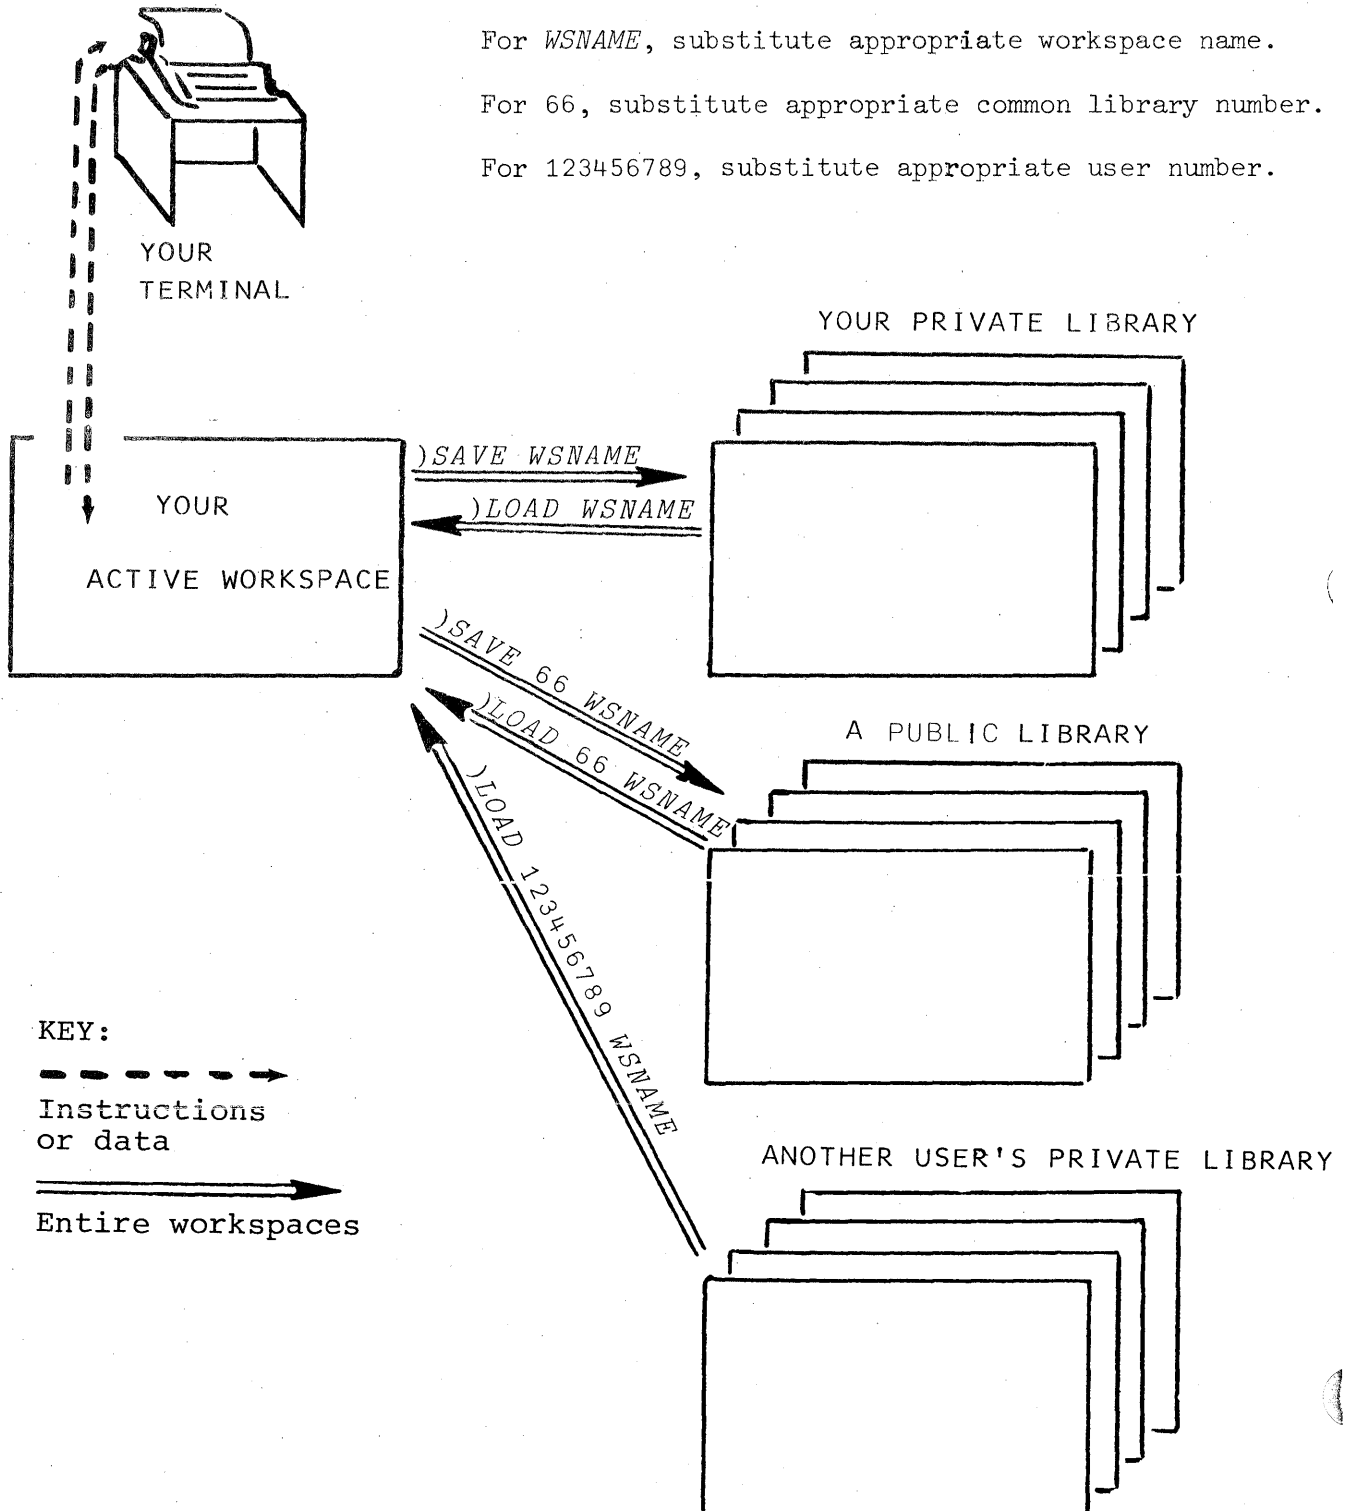 For WSNAME, substitute appropriate workspace name.
For 66, substitute appropriate common library number.
For 123456789, substitute appropriate user number.
YOUR
TERMINAL
YOUR PRIVATE LIBRARY
)SAVE WSNAME
)LOAD WSNAME
YOUR
ACTIVE WORKSPACE
)SAVE 66 WSNAME
)LOAD 66 WSNAME
)LOAD 123456789 WSNAME
A PUBLIC LIBRARY
KEY:
Instructions
or data
Entire workspaces
ANOTHER USER'S PRIVATE LIBRARY